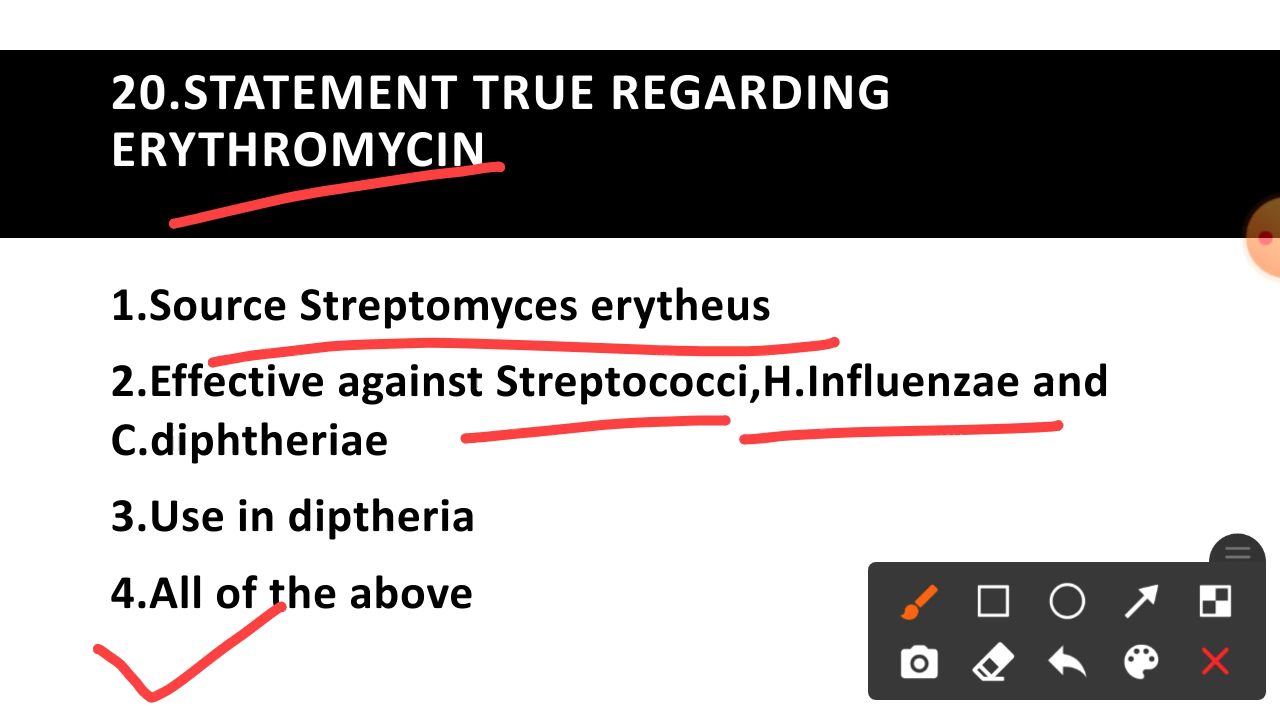 20.STATEMENT TRUE REGARDING
ERYTHROMYCIN
1.Source Streptomyces erytheus
2.Effective against Streptococci,H.Influenzae and
C.diphtheriae
3.Use in diptheria
4.All of the above